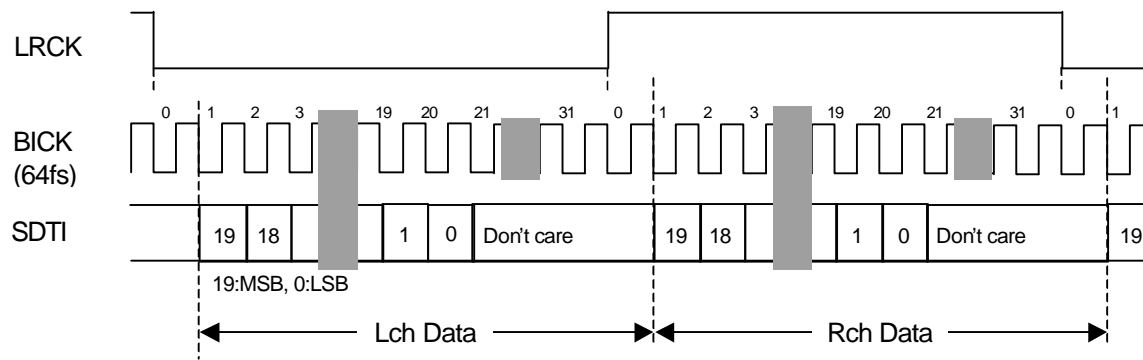 LRCK
0 1 2 3 19 20 21 31 0 1 2 3 19 20 21 31 0 1
BICK
(64fs)
SDTI 19 18 1 0 Don't care 19 18 1 0 Don't care 19
19:MSB, 0:LSB
Lch Data Rch Data